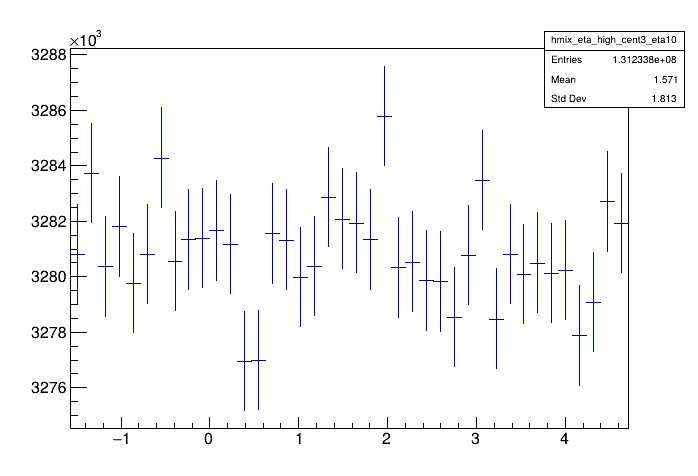 ×10³
hmix_eta_high_cent3_eta10
Entries 1.312338e+08
Mean 1.571
Std Dev 1.813
3288
3286
3284
3282
3280
3278
3276
−1 0 1 2 3 4